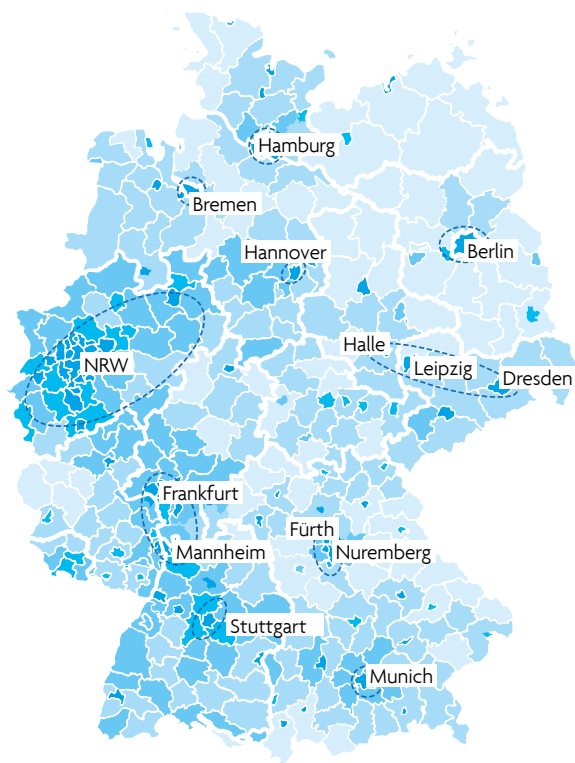 Hamburg
Bremen
Hannover
Berlin
Halle
NRW
Leipzig
Dresden
Frankfurt
Fürth
Mannheim
Nuremberg
Stuttgart
Munich